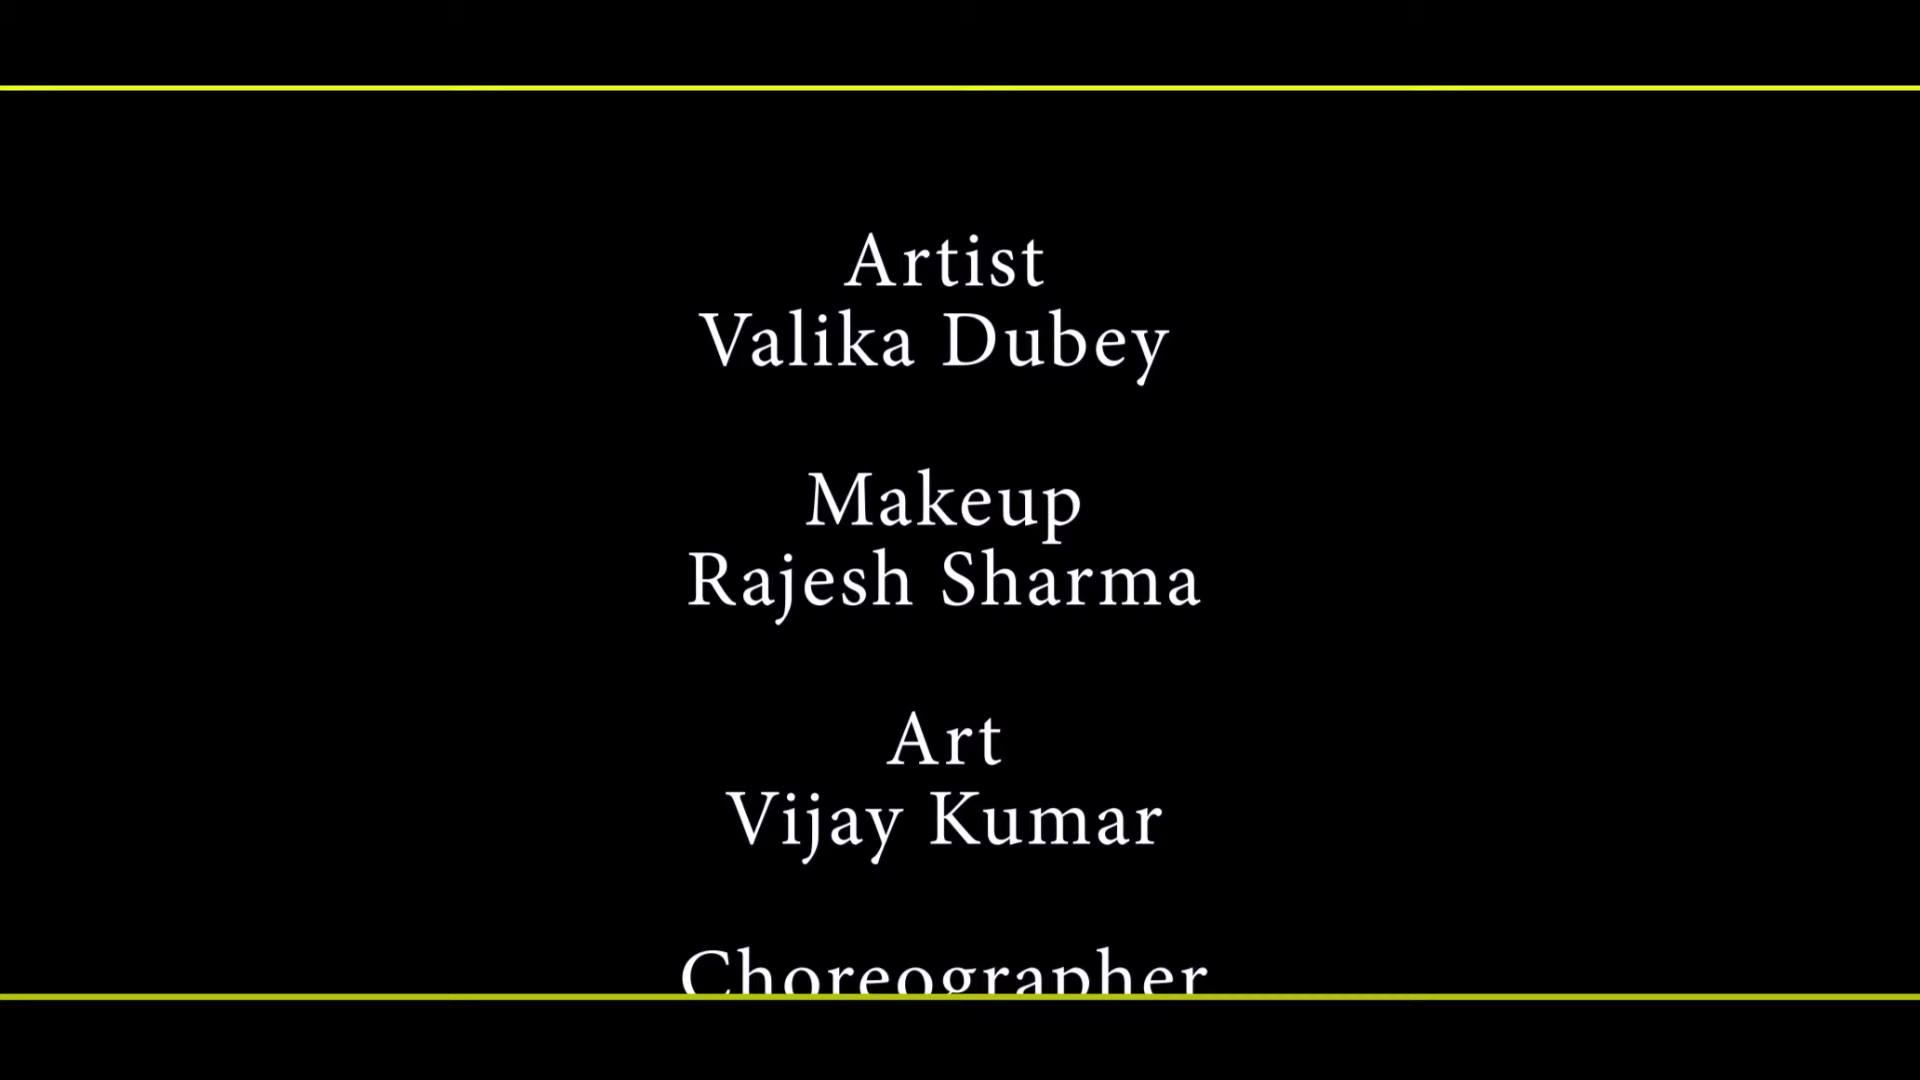 Artist
Valika Dubey
Makeup
Rajesh Sharma
Art
Vijay Kumar
Choreographer